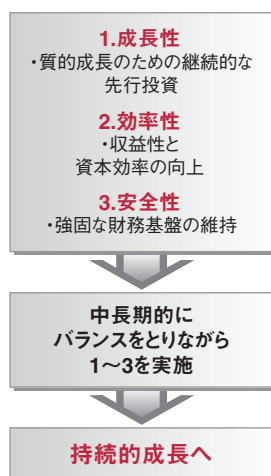 1.成長性
・質的成長のための継続的な
先行投資
2.効率性
・収益性と
資本効率の向上
3.安全性
・強固な財務基盤の維持
中長期的に
バランスをとりながら
1～3を実施
持続的成長へ